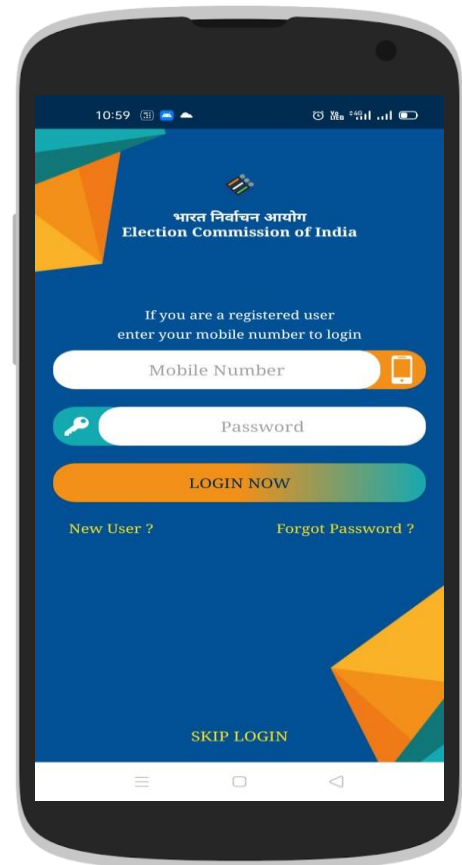 10:59
भारत निर्वाचन आयोग
Election Commission of India
If you are a registered user
enter your mobile number to login
Mobile Number
Password
LOGIN NOW
New User ? Forgot Password ?
SKIP LOGIN